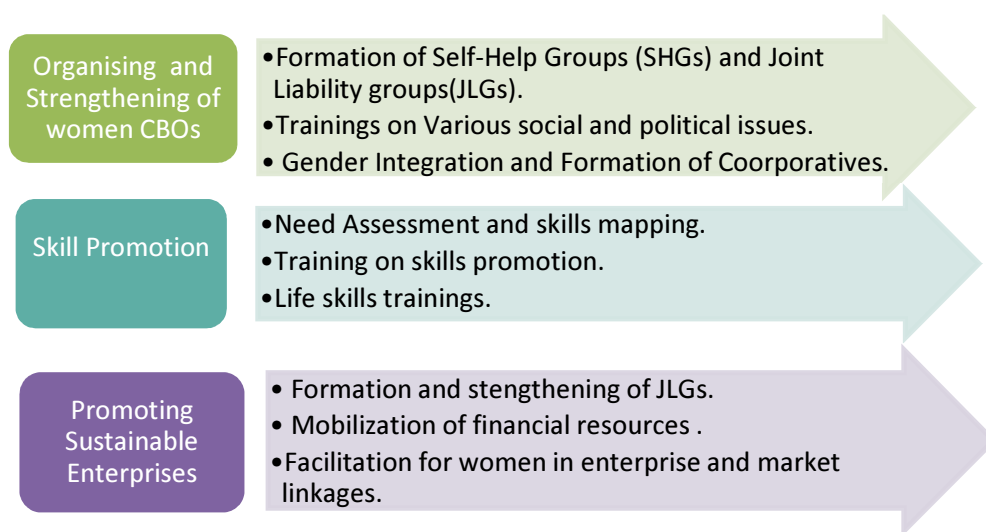 Organising and
Strengthening of
women CBOs
•Formation of Self-Help Groups (SHGs) and Joint
Liability groups(JLGs).
•Trainings on Various social and political issues.
• Gender Integration and Formation of Coorporatives.
Skill Promotion
•Need Assessment and skills mapping.
•Training on skills promotion.
•Life skills trainings.
Promoting
Sustainable
Enterprises
• Formation and stengthening of JLGs.
• Mobilization of financial resources .
•Facilitation for women in enterprise and market
linkages.